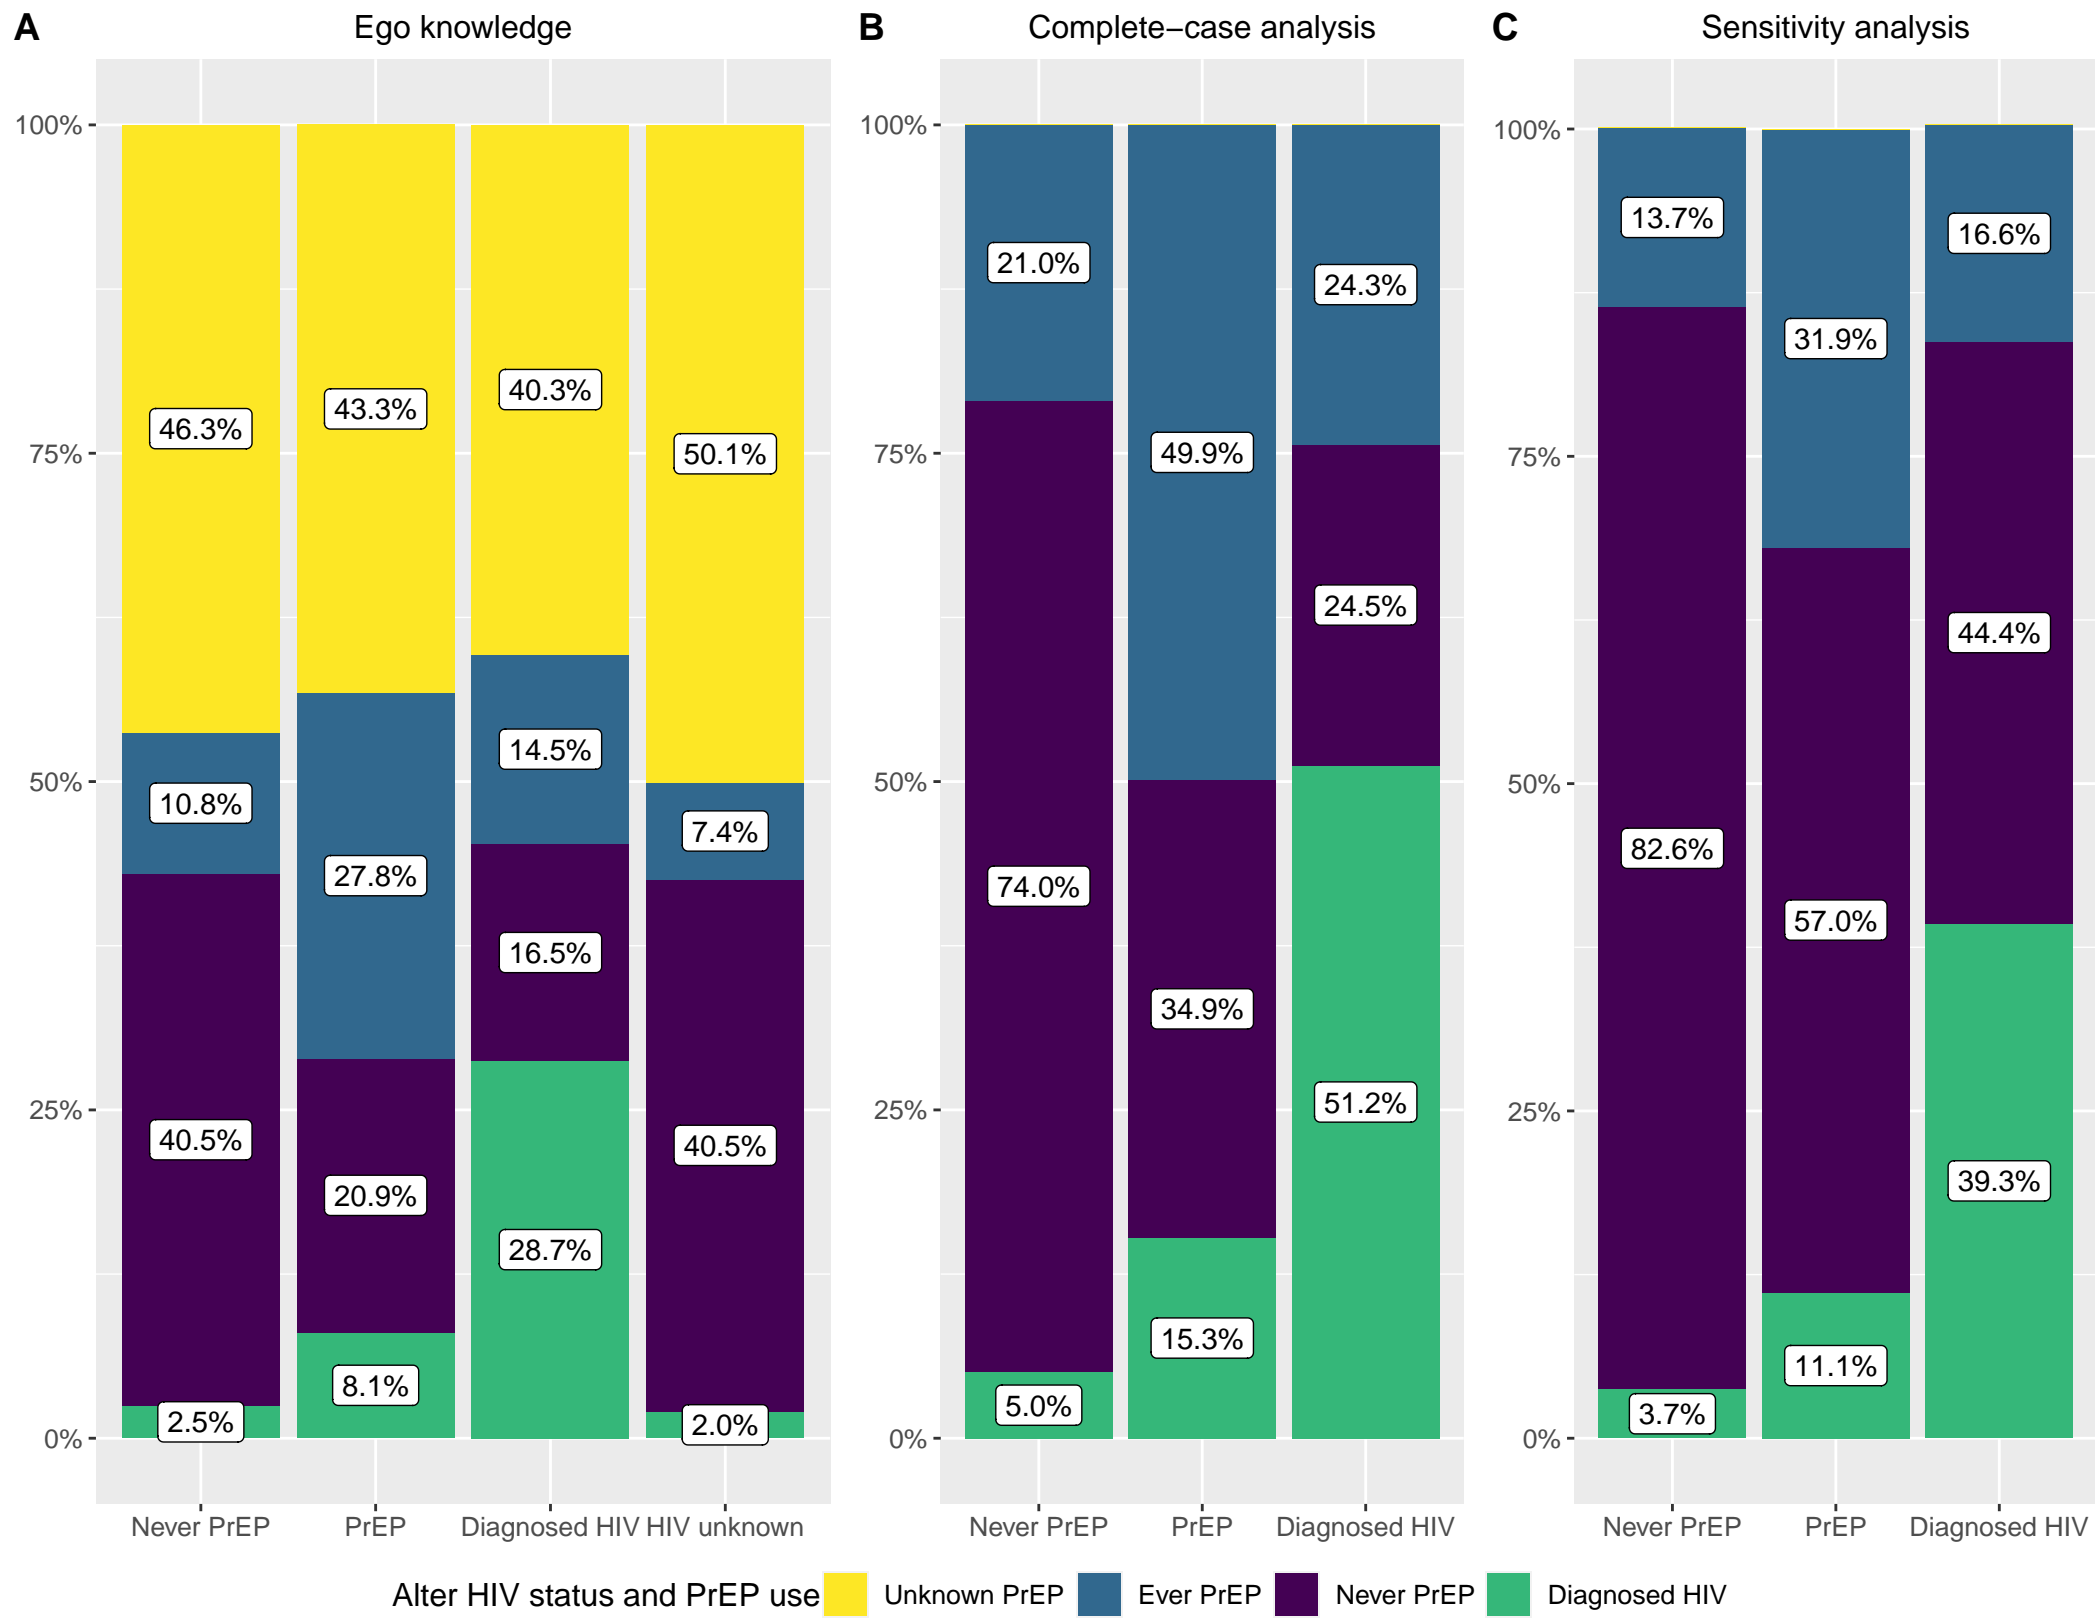 A
Ego knowledge
100%
75%
50%
25%
0%
46.3%
10.8%
40.5%
2.5%
43.3%
27.8%
20.9%
8.1%
40.3%
14.5%
16.5%
28.7%
50.1%
7.4%
40.5%
2.0%
Never PrEP
PrEP
Diagnosed HIV
HIV unknown
B
Complete−case analysis
100%
75%
50%
25%
0%
21.0%
74.0%
5.0%
49.9%
34.9%
15.3%
24.3%
24.5%
51.2%
Never PrEP
PrEP
Diagnosed HIV
C
Sensitivity analysis
100%
75%
50%
25%
0%
13.7%
82.6%
3.7%
31.9%
57.0%
11.1%
16.6%
44.4%
39.3%
Never PrEP
PrEP
Diagnosed HIV
Alter HIV status and PrEP use
Unknown PrEP
Ever PrEP
Never PrEP
Diagnosed HIV